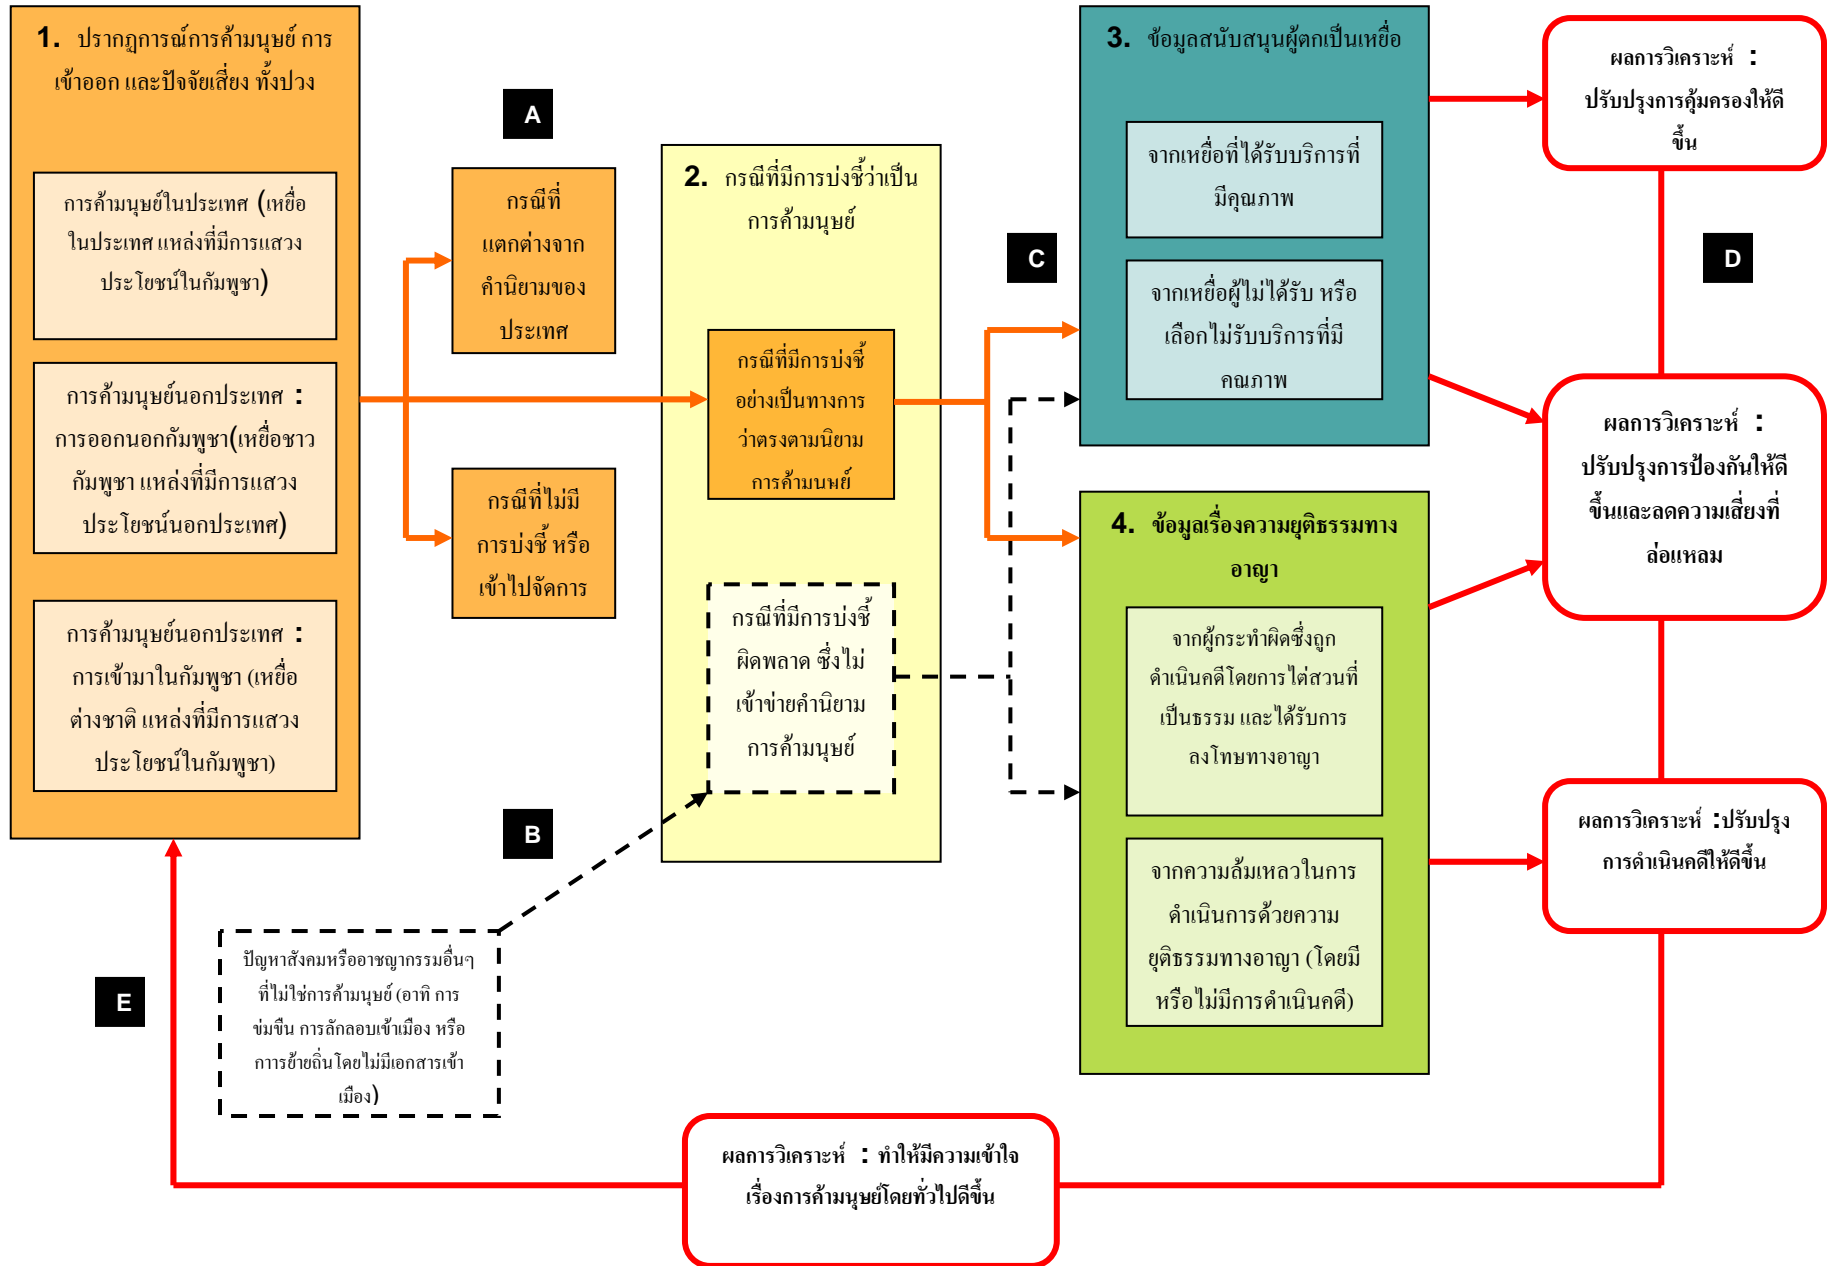 1. ปรากฏการณ์การค้ามนุษย์ การ
เข้าออก และปัจจัยเสี่ยง ทั้งปวง
การค้ามนุษย์ในประเทศ (เหยื่อ
ในประเทศ แหล่งที่มีการแสวง
ประโยชน์ในกัมพูชา)
การค้ามนุษย์นอกประเทศ :
การออกนอกกัมพูชา(เหยื่อชาว
กัมพูชา แหล่งที่มีการแสวง
ประโยชน์นอกประเทศ)
การค้ามนุษย์นอกประเทศ :
การเข้ามาในกัมพูชา (เหยื่อ
ต่างชาติ แหล่งที่มีการแสวง
ประโยชน์ในกัมพูชา)
A
กรณีที่
แตกต่างจาก
คำนิยามของ
ประเทศ
กรณีที่ไม่มี
การบ่งชี้ หรือ
เข้าไปจัดการ
B
ปัญหาสังคมหรืออาชญากรรมอื่นๆ
ที่ไม่ใช่การค้ามนุษย์ (อาทิ การ
ข่มขืน การลักลอบเข้าเมือง หรือ
การย้ายถิ่นโดยไม่มีเอกสารเข้า
เมือง)
E
2. กรณีที่มีการบ่งชี้ว่าเป็น
การค้ามนุษย์
กรณีที่มีการบ่งชี้
อย่างเป็นทางการ
ว่าตรงตามนิยาม
การค้ามนษย์
กรณีที่มีการบ่งชี้
ผิดพลาด ซึ่งไม่
เข้าข่ายคำนิยาม
การค้ามนุษย์
C
3. ข้อมูลสนับสนุนผู้ตกเป็นเหยื่อ
จากเหยื่อที่ได้รับบริการที่
มีคุณภาพ
จากเหยื่อผู้ไม่ได้รับ หรือ
เลือกไม่รับบริการที่มี
คณภาพ
4. ข้อมูลเรื่องความยุติธรรมทาง
อาญา
จากผู้กระทำผิดซึ่งถูก
ดำเนินคดีโดยการไต่สวนที่
เป็นธรรม และได้รับการ
ลงโทษทางอาญา
จากความล้มเหลวในการ
ดำเนินการด้วยความ
ยุติธรรมทางอาญา (โดยมี
หรือไม่มีการดำเนินคดี)
ผลการวิเคราะห์ :
ปรับปรุงการคุ้มครองให้ดี
ขึ้น
D
ผลการวิเคราะห์ :
ปรับปรุงการป้องกันให้ดี
ขึ้นและลดความเสี่ยงที่
ล่อแหลม
ผลการวิเคราะห์ :ปรับปรุง
การดำเนินคดีให้ดีขึ้น
ผลการวิเคราะห์ : ทำให้มีความเข้าใจ
เรื่องการค้ามนุษย์โดยทั่วไปดีขึ้น